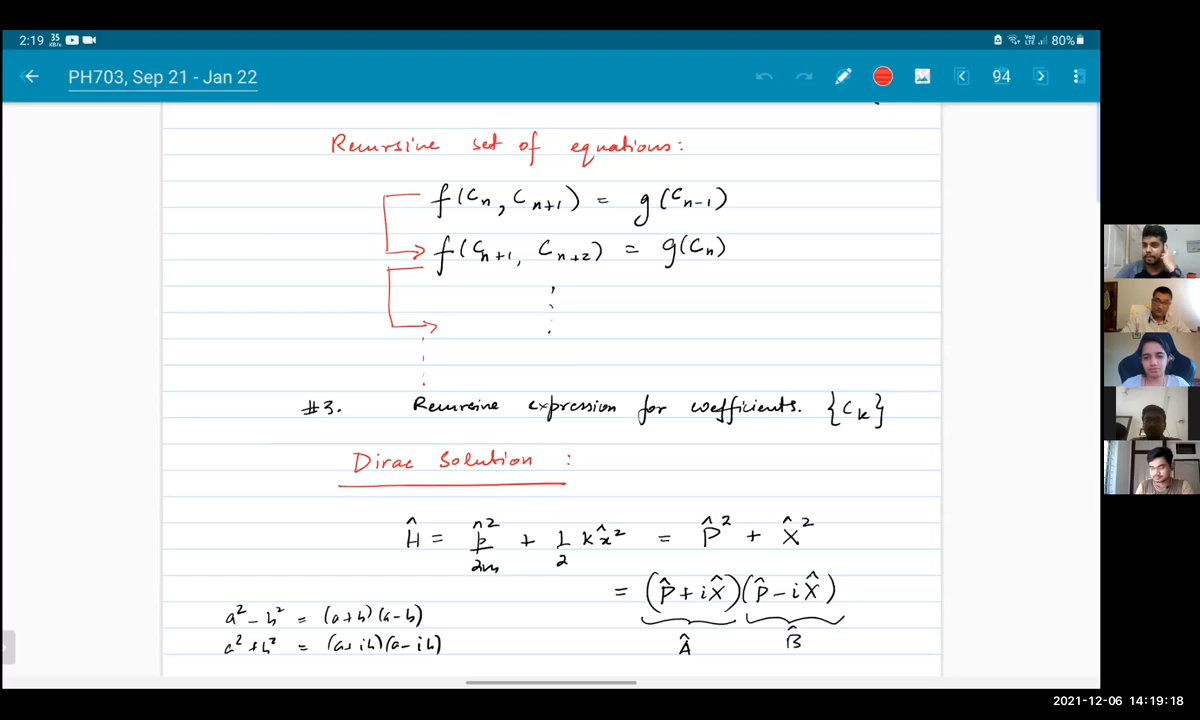 2:19 35 KB/s 80%
PH703, Sep 21 - Jan 22 94
Recursive set of equations:
f(Cn, Cn+1) = g(Cn-1)
f(Cn+1, Cn+2) = g(Cn)
#3. Recursive expression for coefficients. {Ck}
Dirac Solution :
Ĥ = p̂²/2m + 1/2 k x̂² = P̂² + X̂²
= (P̂ + iX̂)(P̂ - iX̂)
a² - b² = (a+b)(a-b)
Â B̂
a² + b² = (a+ib)(a-ib)
2021-12-06 14:19:18